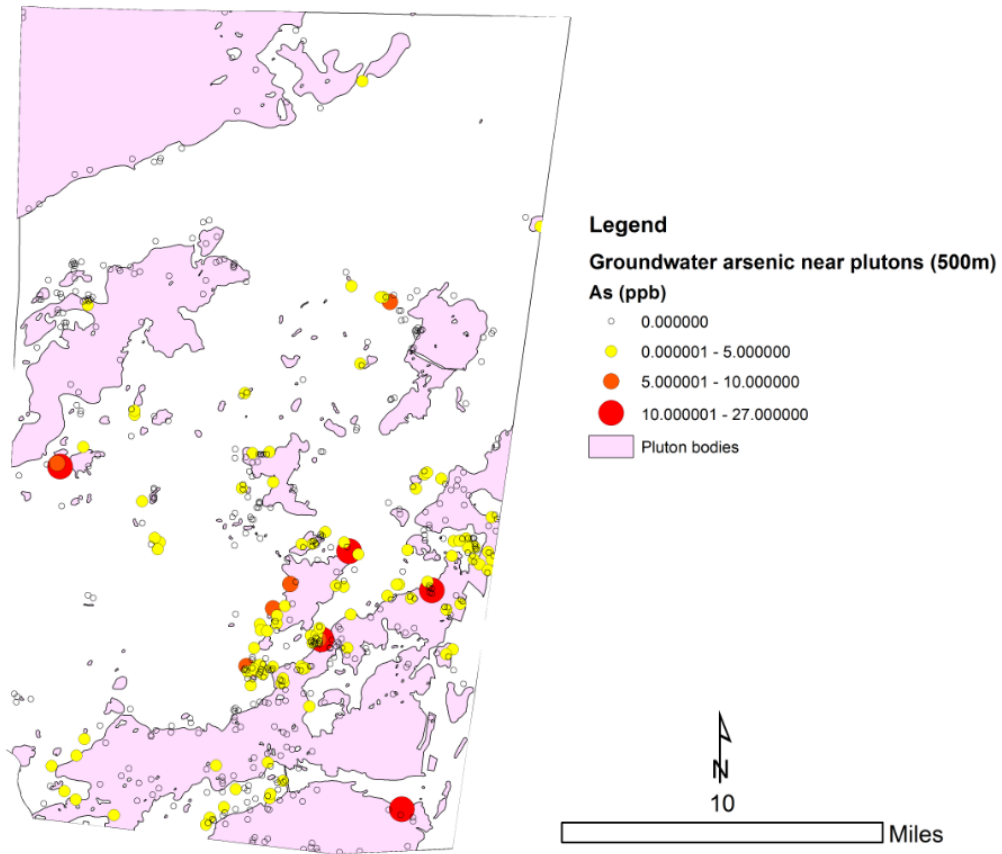 Legend
Groundwater arsenic near plutons (500m)
As (ppb)
0.000000
0.000001 - 5.000000
5.000001 - 10.000000
10.000001 - 27.000000
Pluton bodies
N
10
Miles